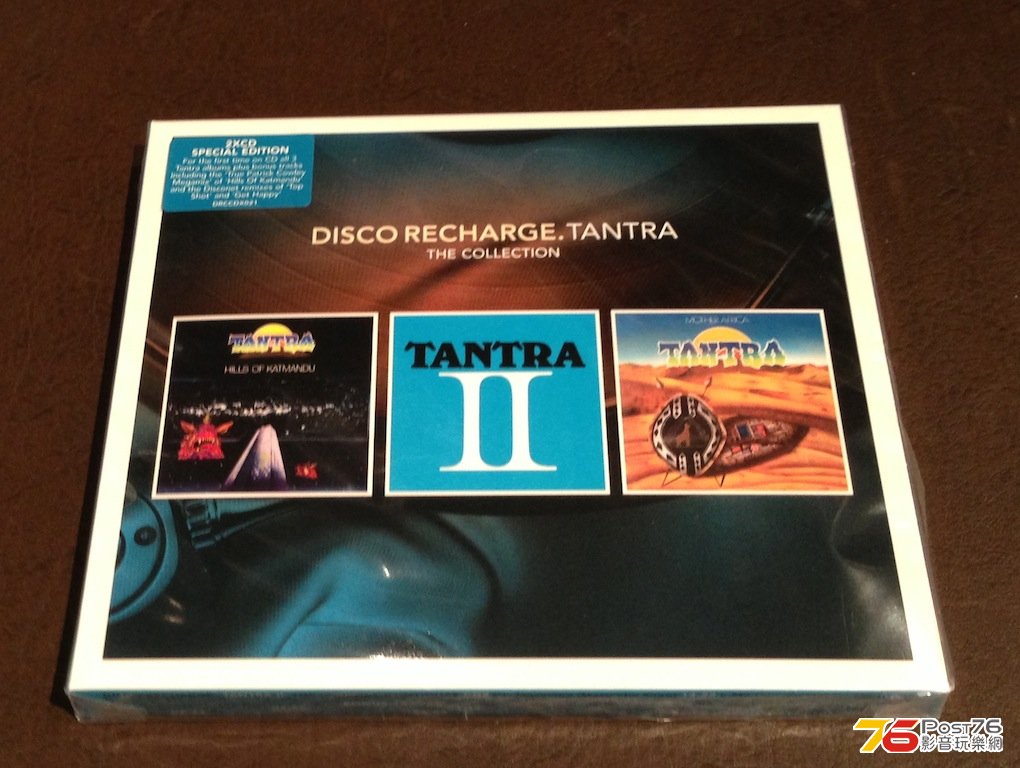 2XCD
SPECIAL EDITION
For the first time on CD all 3
Tantra albums plus bonus tracks
including the 'True Patrick Cowley
Megamix' of 'Hills Of Katmandu'
and the Disconet remixes of 'Top
Shot' and 'Get Happy'
DRCCDX021
DISCO RECHARGE.TANTRA
THE COLLECTION
TANTRA
HILLS OF KATMANDU
TANTRA
II
MOTHER AFRICA
TANTRA
TANTRA II
76 POST76
影音玩樂網